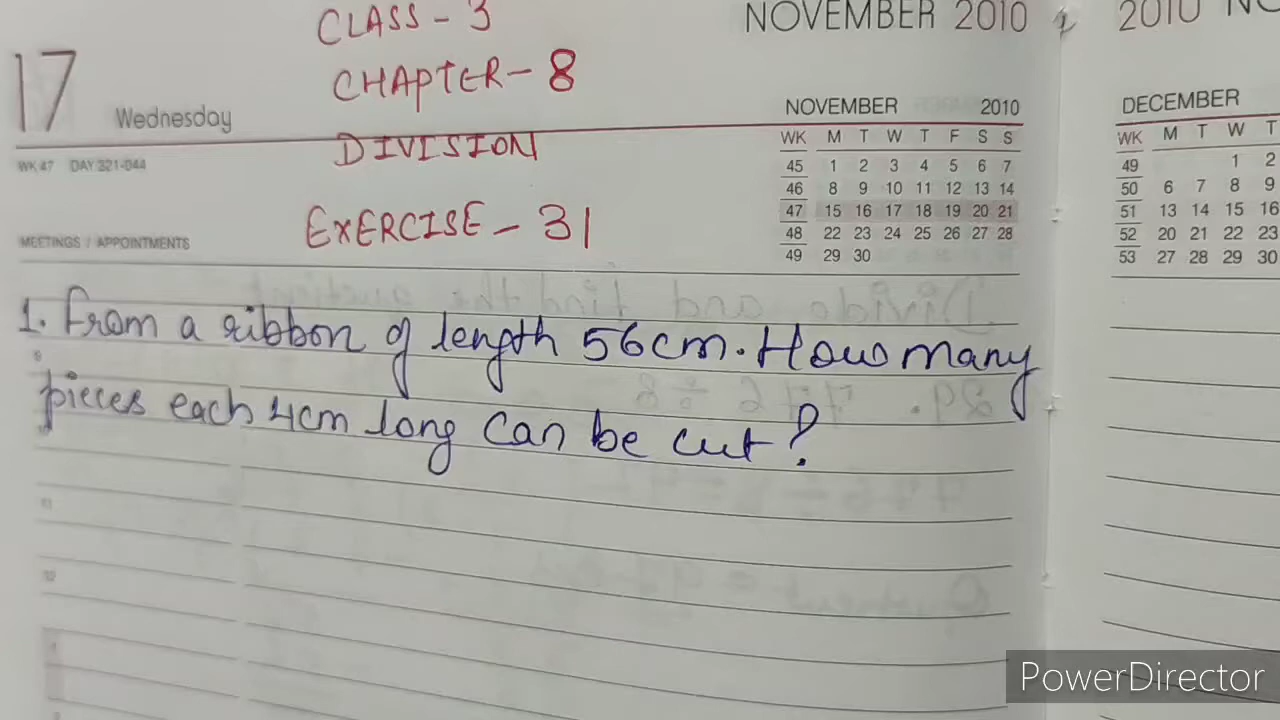 CLASS - 3
NOVEMBER 2010
2010 NO
17
Wednesday
CHAPTER - 8
NOVEMBER 2010
DECEMBER
WK M T W T F S S
WK M T W T
WK 47 DAY 321-044
DIVISION
45 1 2 3 4 5 6 7
49 1 2
46 8 9 10 11 12 13 14
50 6 7 8 9
47 15 16 17 18 19 20 21
51 13 14 15 16
48 22 23 24 25 26 27 28
52 20 21 22 23
49 29 30
53 27 28 29 30
MEETINGS / APPOINTMENTS
EXERCISE - 31
1. From a ribbon of length 56cm. How many
pieces each 4cm long can be cut?
PowerDirector